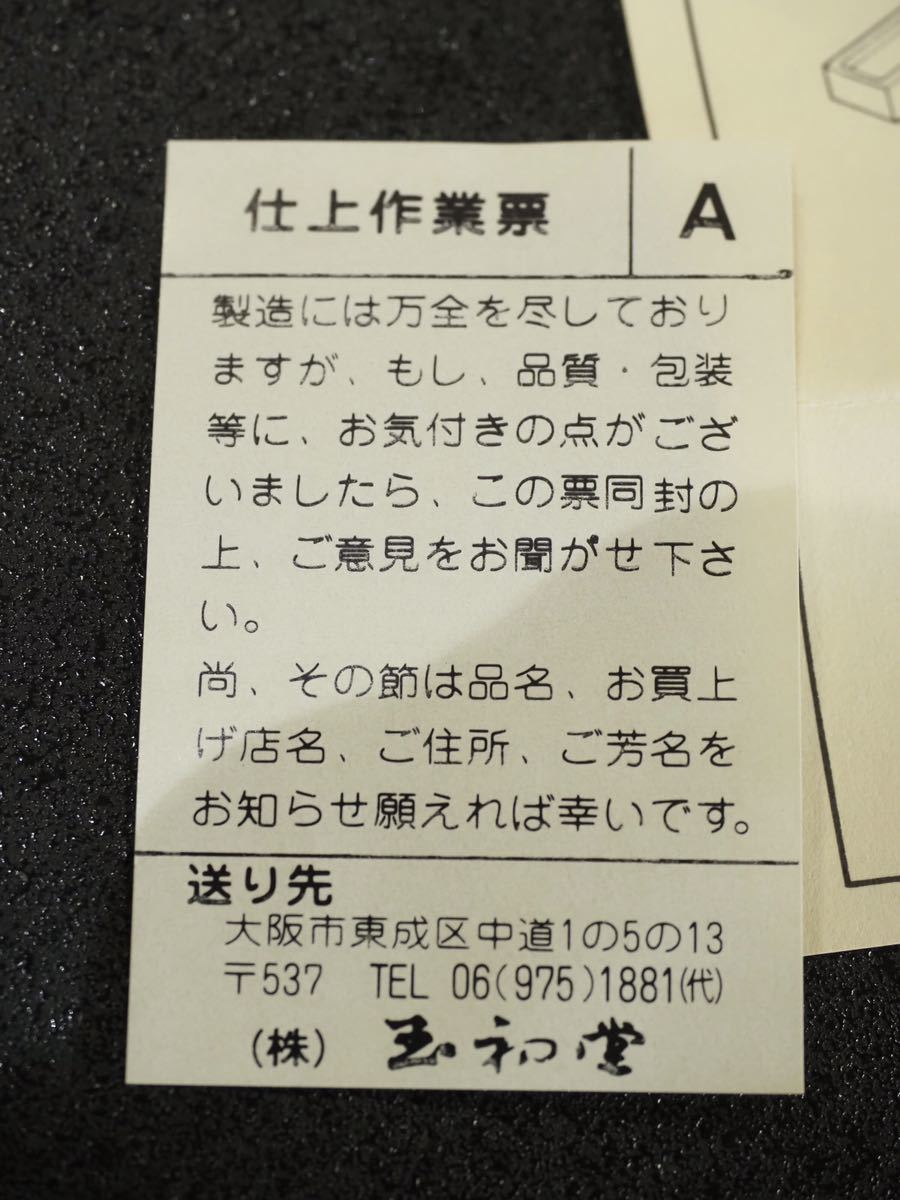 仕上作業票
A
製造には万全を尽しており
ますが、もし、品質・包装
等に、お気付きの点がござ
いましたら、この票同封の
上、ご意見をお聞かせ下さ
い。
尚、その節は品名、お買上
げ店名、ご住所、ご芳名を
お知らせ願えれば幸いです。
送り先
大阪市東成区中道1の5の13
〒537 TEL 06(975)1881(代)
(株) 玉初堂